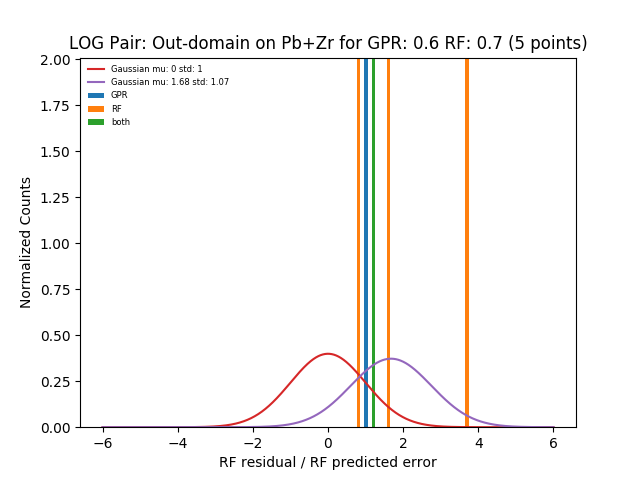 LOG Pair: Out-domain on Pb+Zr for GPR: 0.6 RF: 0.7 (5 points)
Gaussian mu: 0 std: 1
Gaussian mu: 1.68 std: 1.07
GPR
RF
both
2.00
1.75
1.50
1.25
1.00
0.75
0.50
0.25
0.00
Normalized Counts
−6 −4 −2 0 2 4 6
RF residual / RF predicted error